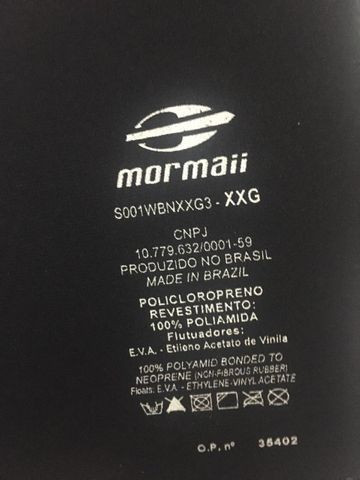 mormaii
S001WBNXXG3 - XXG
CNPJ
10.779.632/0001-59
PRODUZIDO NO BRASIL
MADE IN BRAZIL
POLICLOROPRENO
REVESTIMENTO:
100% POLIAMIDA
Flutuadores:
E.V.A. - Etileno Acetato de Vinila
100% POLYAMID BONDED TO
NEOPRENE (NON-FIBROUS RUBBER)
Floats: E.V.A - ETHYLENE-VINYL ACETATE
O.P. nº 35402